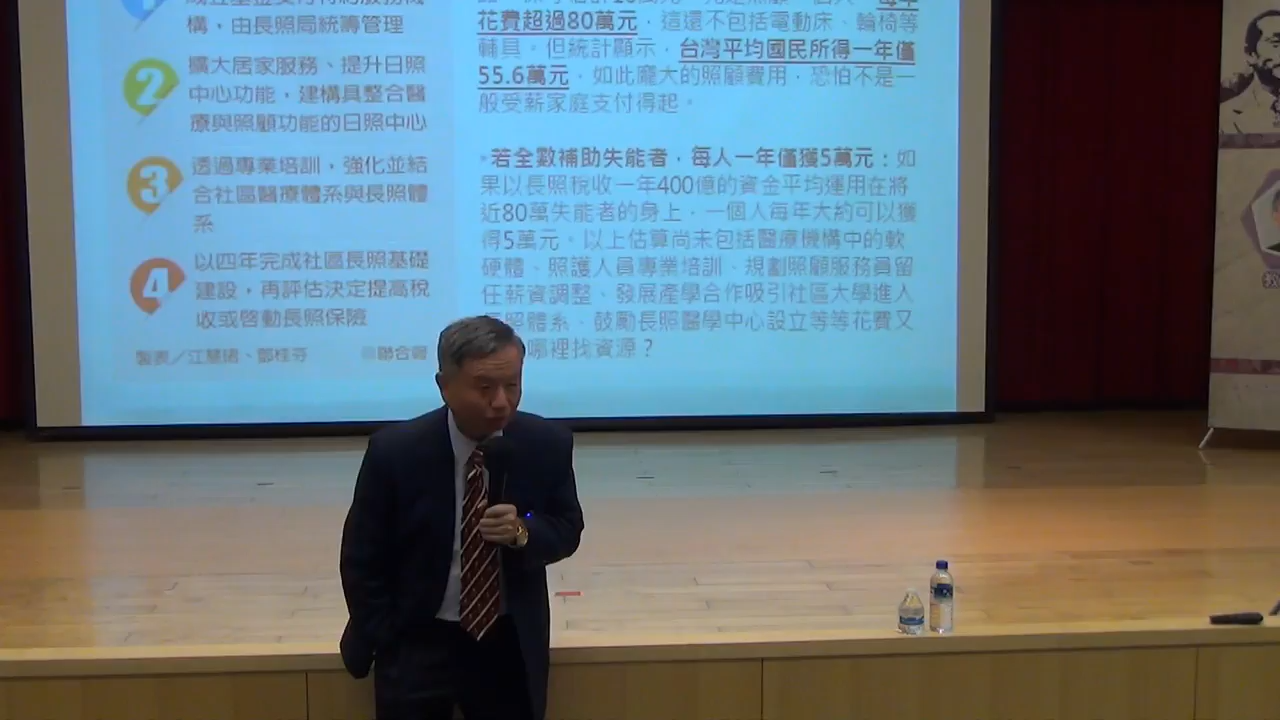 構，由長照局統籌管理
2
擴大居家服務、提升日照
中心功能，建構具整合醫
療與照顧功能的日照中心
3
透過專業培訓，強化並結
合社區醫療體系與長照體
系
4
以四年完成社區長照基礎
建設，再評估決定提高稅
收或啓動長照保險
製表／江慧珺、鄧桂芬
聯合報
花費超過80萬元，這還不包括電動床、輪椅等
輔具。但統計顯示，台灣平均國民所得一年僅
55.6萬元，如此龐大的照顧費用，恐怕不是一
般受薪家庭支付得起。
若全數補助失能者，每人一年僅獲5萬元：如
果以長照稅收一年400億的資金平均運用在將
近80萬失能者的身上，一個人每年大約可以獲
得5萬元。以上估算尚未包括醫療機構中的軟
硬體、照護人員專業培訓、規劃照顧服務員留
任薪資調整、發展產學合作吸引社區大學進入
照體系、鼓勵長照醫學中心設立等等花費又
哪裡找資源？